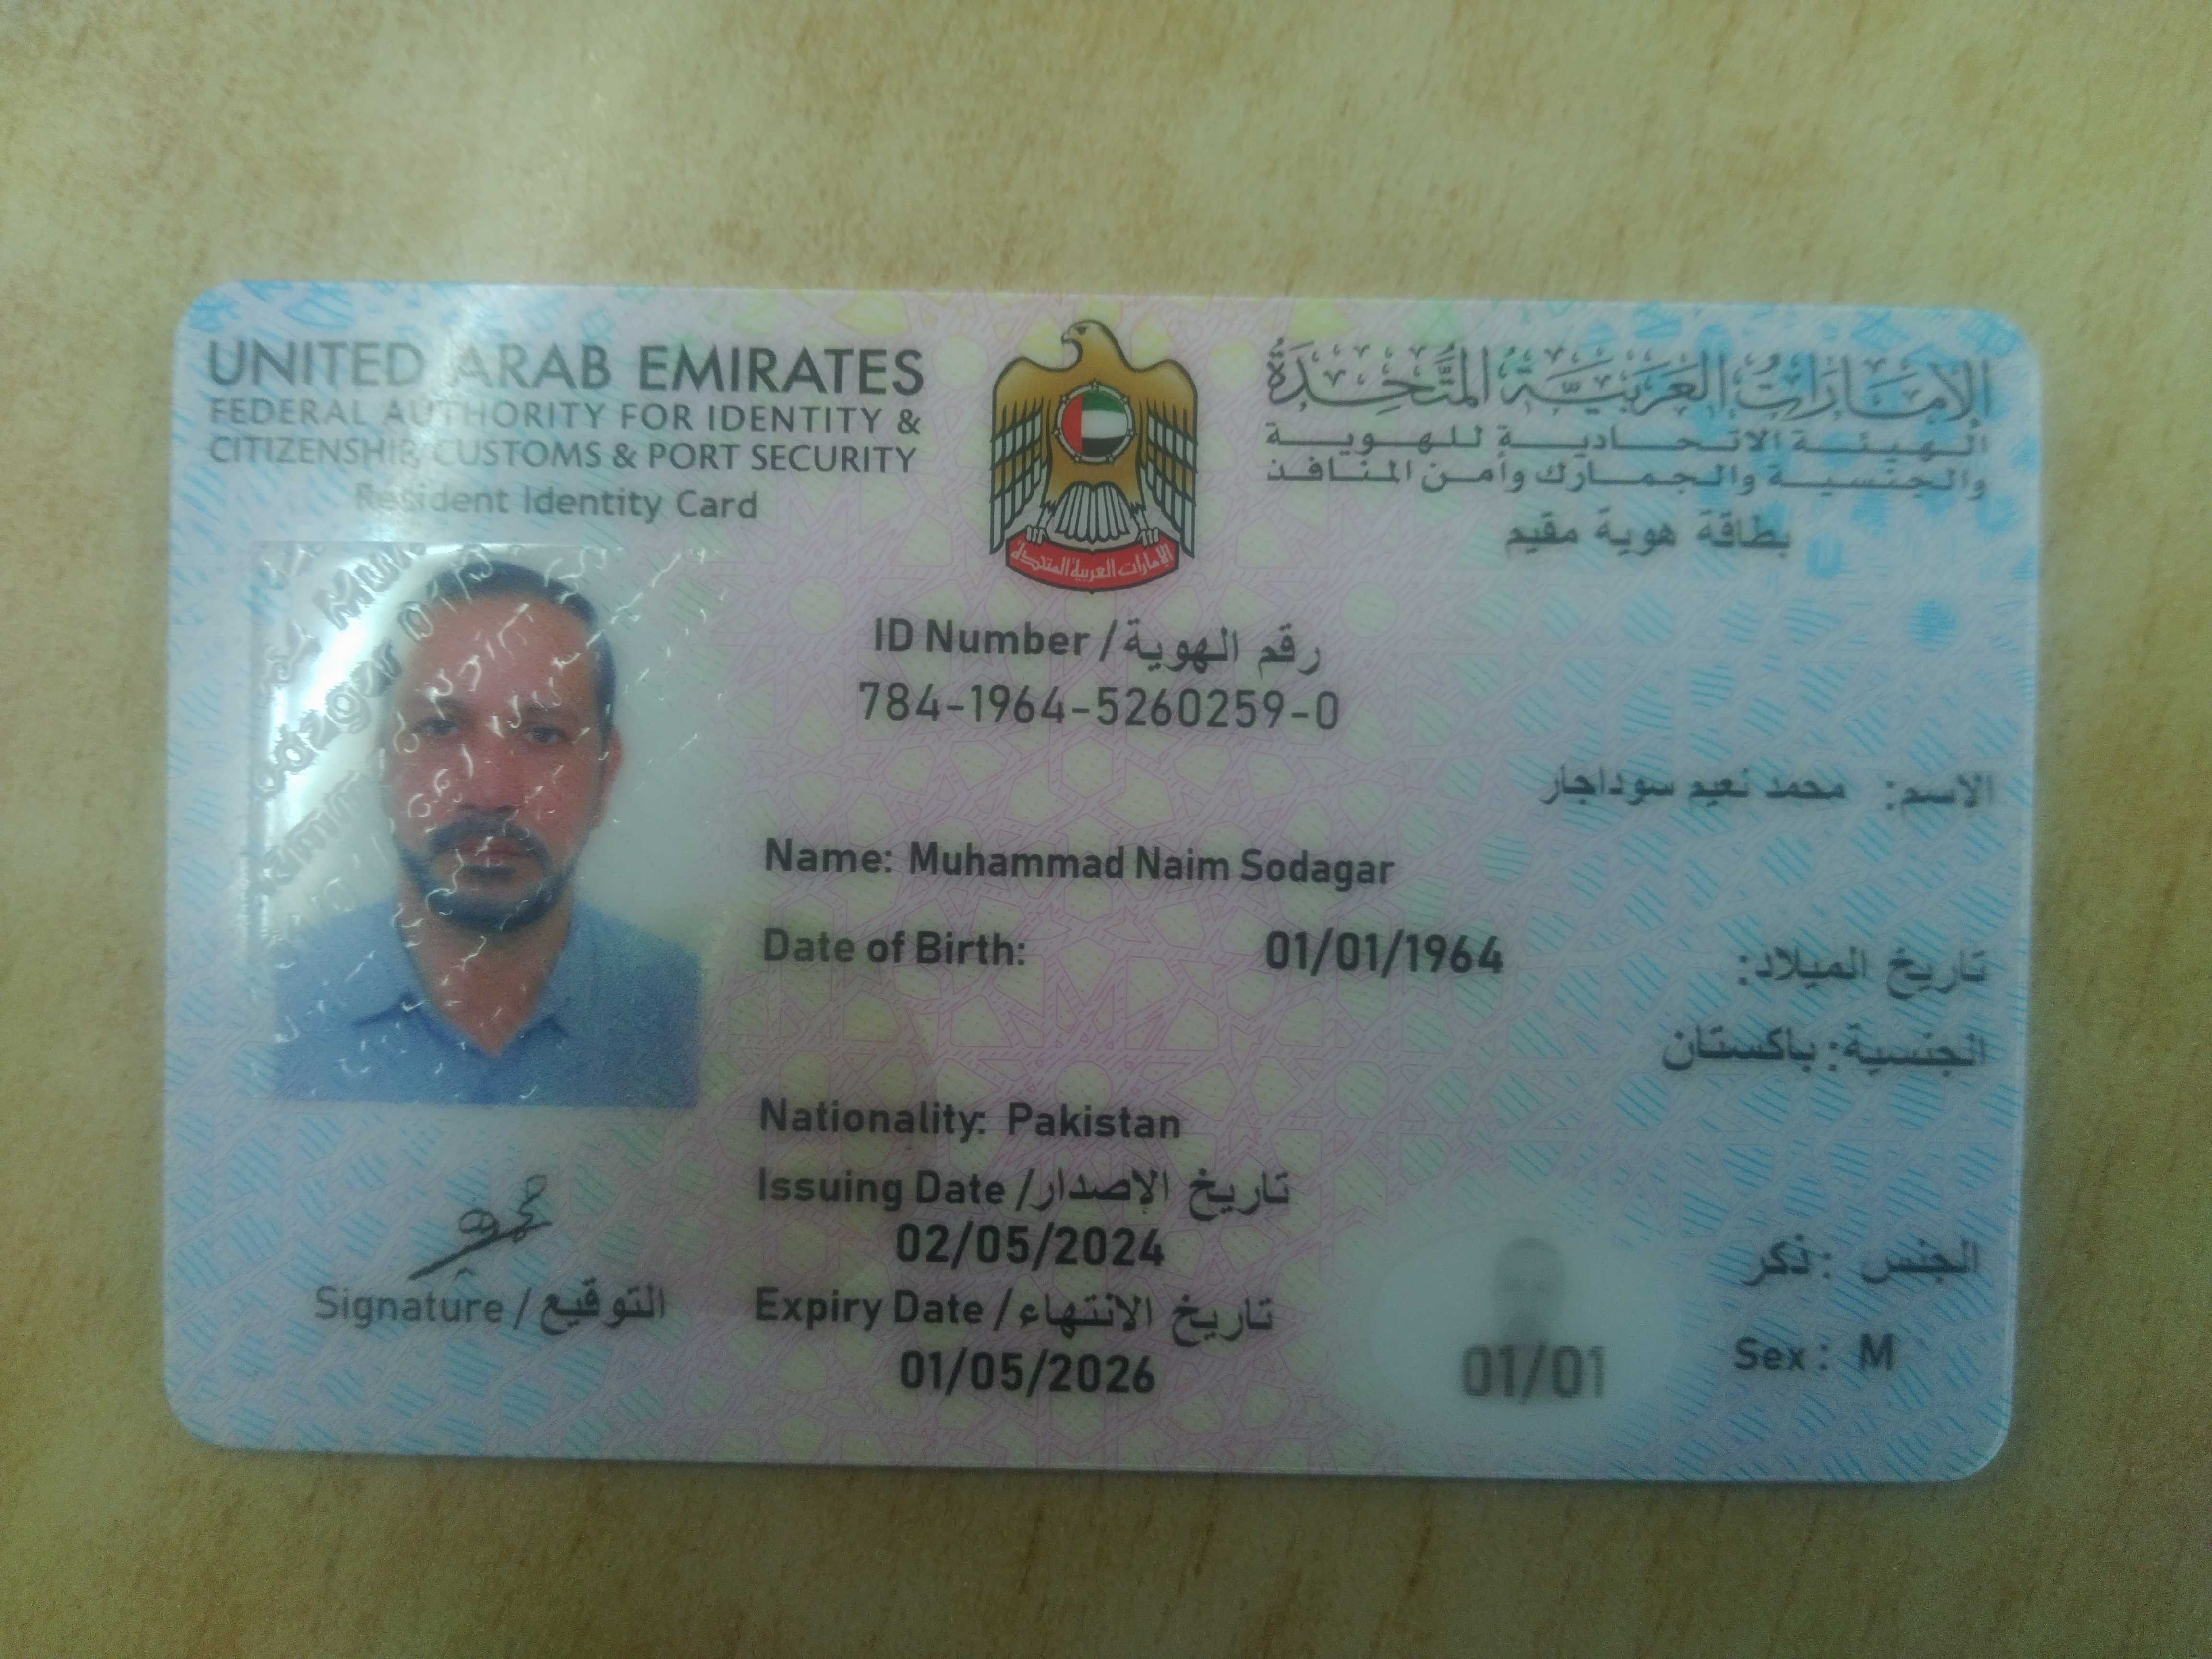 UNITED ARAB EMIRATES
FEDERAL AUTHORITY FOR IDENTITY &
CITIZENSHIP, CUSTOMS & PORT SECURITY
Resident Identity Card
الإمارات العربية المتحدة
الإمارات العربية المتحدة
الهيئة الاتحادية للهوية
والجنسية والجمارك وأمن المنافذ
بطاقة هوية مقيم
ID Number / رقم الهوية
784-1964-5260259-0
الاسم: محمد نعيم سوداجار
Name: Muhammad Naim Sodagar
Date of Birth: 01/01/1964 تاريخ الميلاد:
الجنسية: باكستان
Nationality: Pakistan
Issuing Date / تاريخ الإصدار
02/05/2024
Expiry Date / تاريخ الانتهاء
01/05/2026
Signature / التوقيع
01/01
الجنس : ذكر
Sex : M